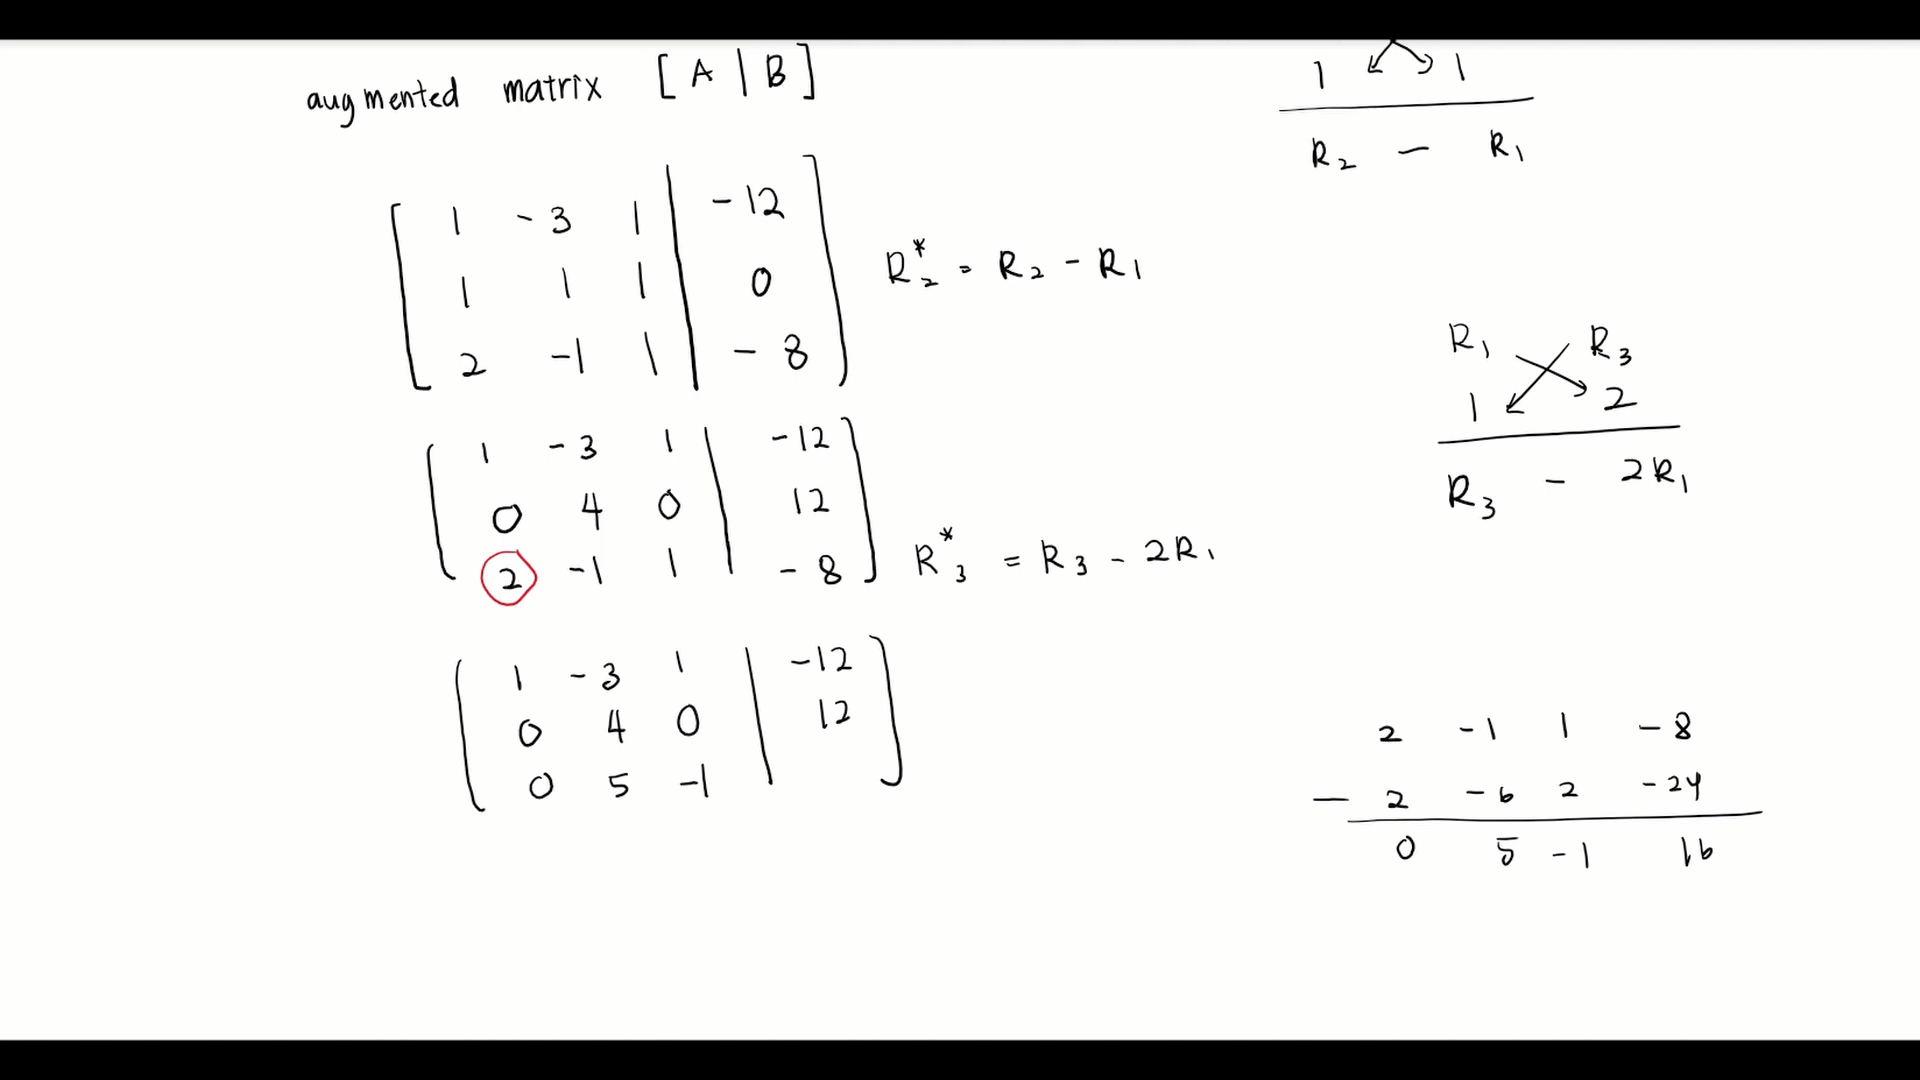 augmented matrix [ A | B ]
1 1
R₂ - R₁
1 -3 1 | -12
1 1 1 | 0
2 -1 1 | -8
R₂* = R₂ - R₁
R₁ R₃
1 2
R₃ - 2R₁
1 -3 1 | -12
0 4 0 | 12
2 -1 1 | -8
R₃* = R₃ - 2R₁
1 -3 1 | -12
0 4 0 | 12
0 5 -1 |
2 -1 1 -8
- 2 -6 2 -24
0 5 -1 16